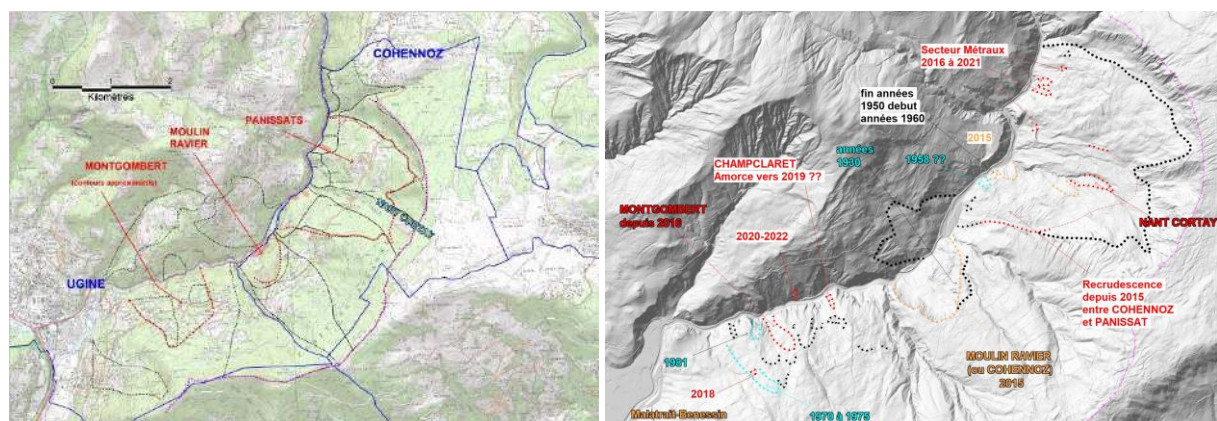 COHENNOZ
0 1 2
Kilomètres
PANISSATS
MOULIN
RAVIER
MONTGOMBERT
(contours approximatifs)
NANT CORTAY
UGINE
Secteur Métraux
2016 à 2021
fin années
1950 debut
années 1960
2015
années
1930
1958 ??
CHAMPCLARET
Amorce vers 2019 ??
MONTGOMBERT
depuis 2016
NANT CORTAY
2020-2022
Recrudescence
depuis 2015
entre COHENNOZ
et PANISSAT
1981
MOULIN RAVIER
(ou COHENNOZ)
2015
2018
Malatrait-Benessin
1970 à 1975